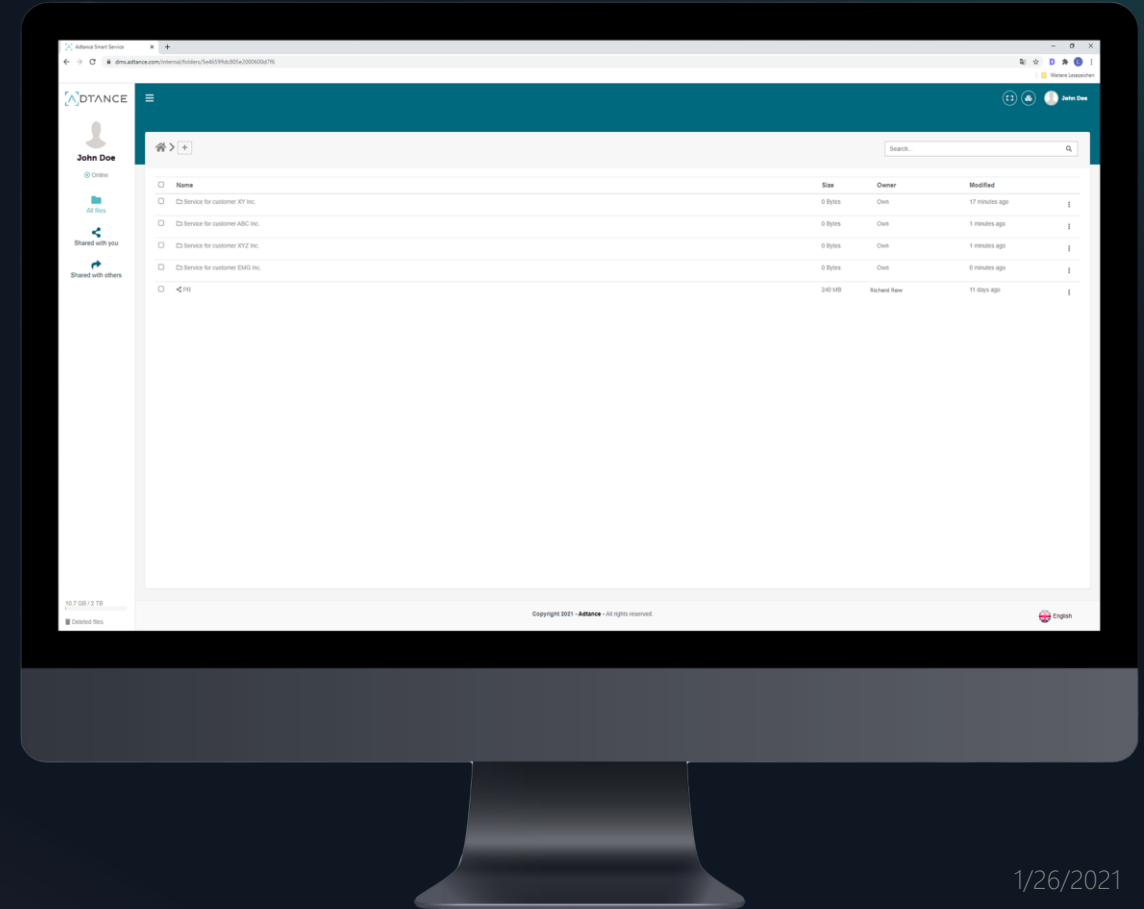 Adtance Smart Service
dms.adtance.com/internal/folders/
Weitere Lesezeichen
ADTANCE
John Doe
John Doe
Online
All files
Shared with you
Shared with others
Search...
Name Size Owner Modified
Service for customer XY Inc. 0 Bytes Own 17 minutes ago
Service for customer ABC Inc. 0 Bytes Own 1 minutes ago
Service for customer XYZ Inc. 0 Bytes Own 1 minutes ago
Service for customer EMG Inc. 0 Bytes Own 0 minutes ago
PR 240 MB Richard Rew 11 days ago
10.7 GB / 2 TB
Deleted files
Copyright 2021 - Adtance - All rights reserved.
English
1/26/2021